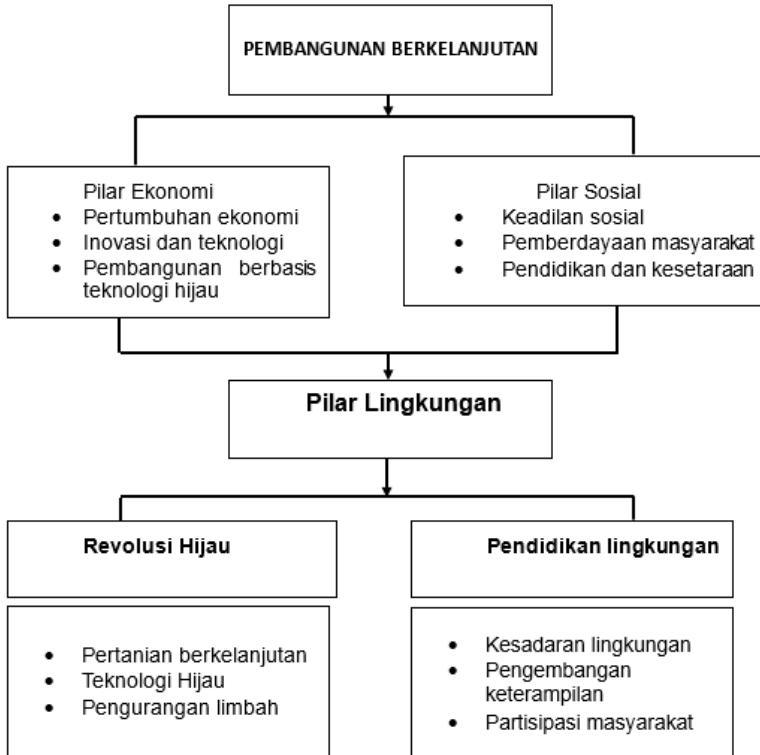 PEMBANGUNAN BERKELANJUTAN
Pilar Ekonomi
• Pertumbuhan ekonomi
• Inovasi dan teknologi
• Pembangunan berbasis
teknologi hijau
Pilar Sosial
• Keadilan sosial
• Pemberdayaan masyarakat
• Pendidikan dan kesetaraan
Pilar Lingkungan
Revolusi Hijau
• Pertanian berkelanjutan
• Teknologi Hijau
• Pengurangan limbah
Pendidikan lingkungan
• Kesadaran lingkungan
• Pengembangan
keterampilan
• Partisipasi masyarakat